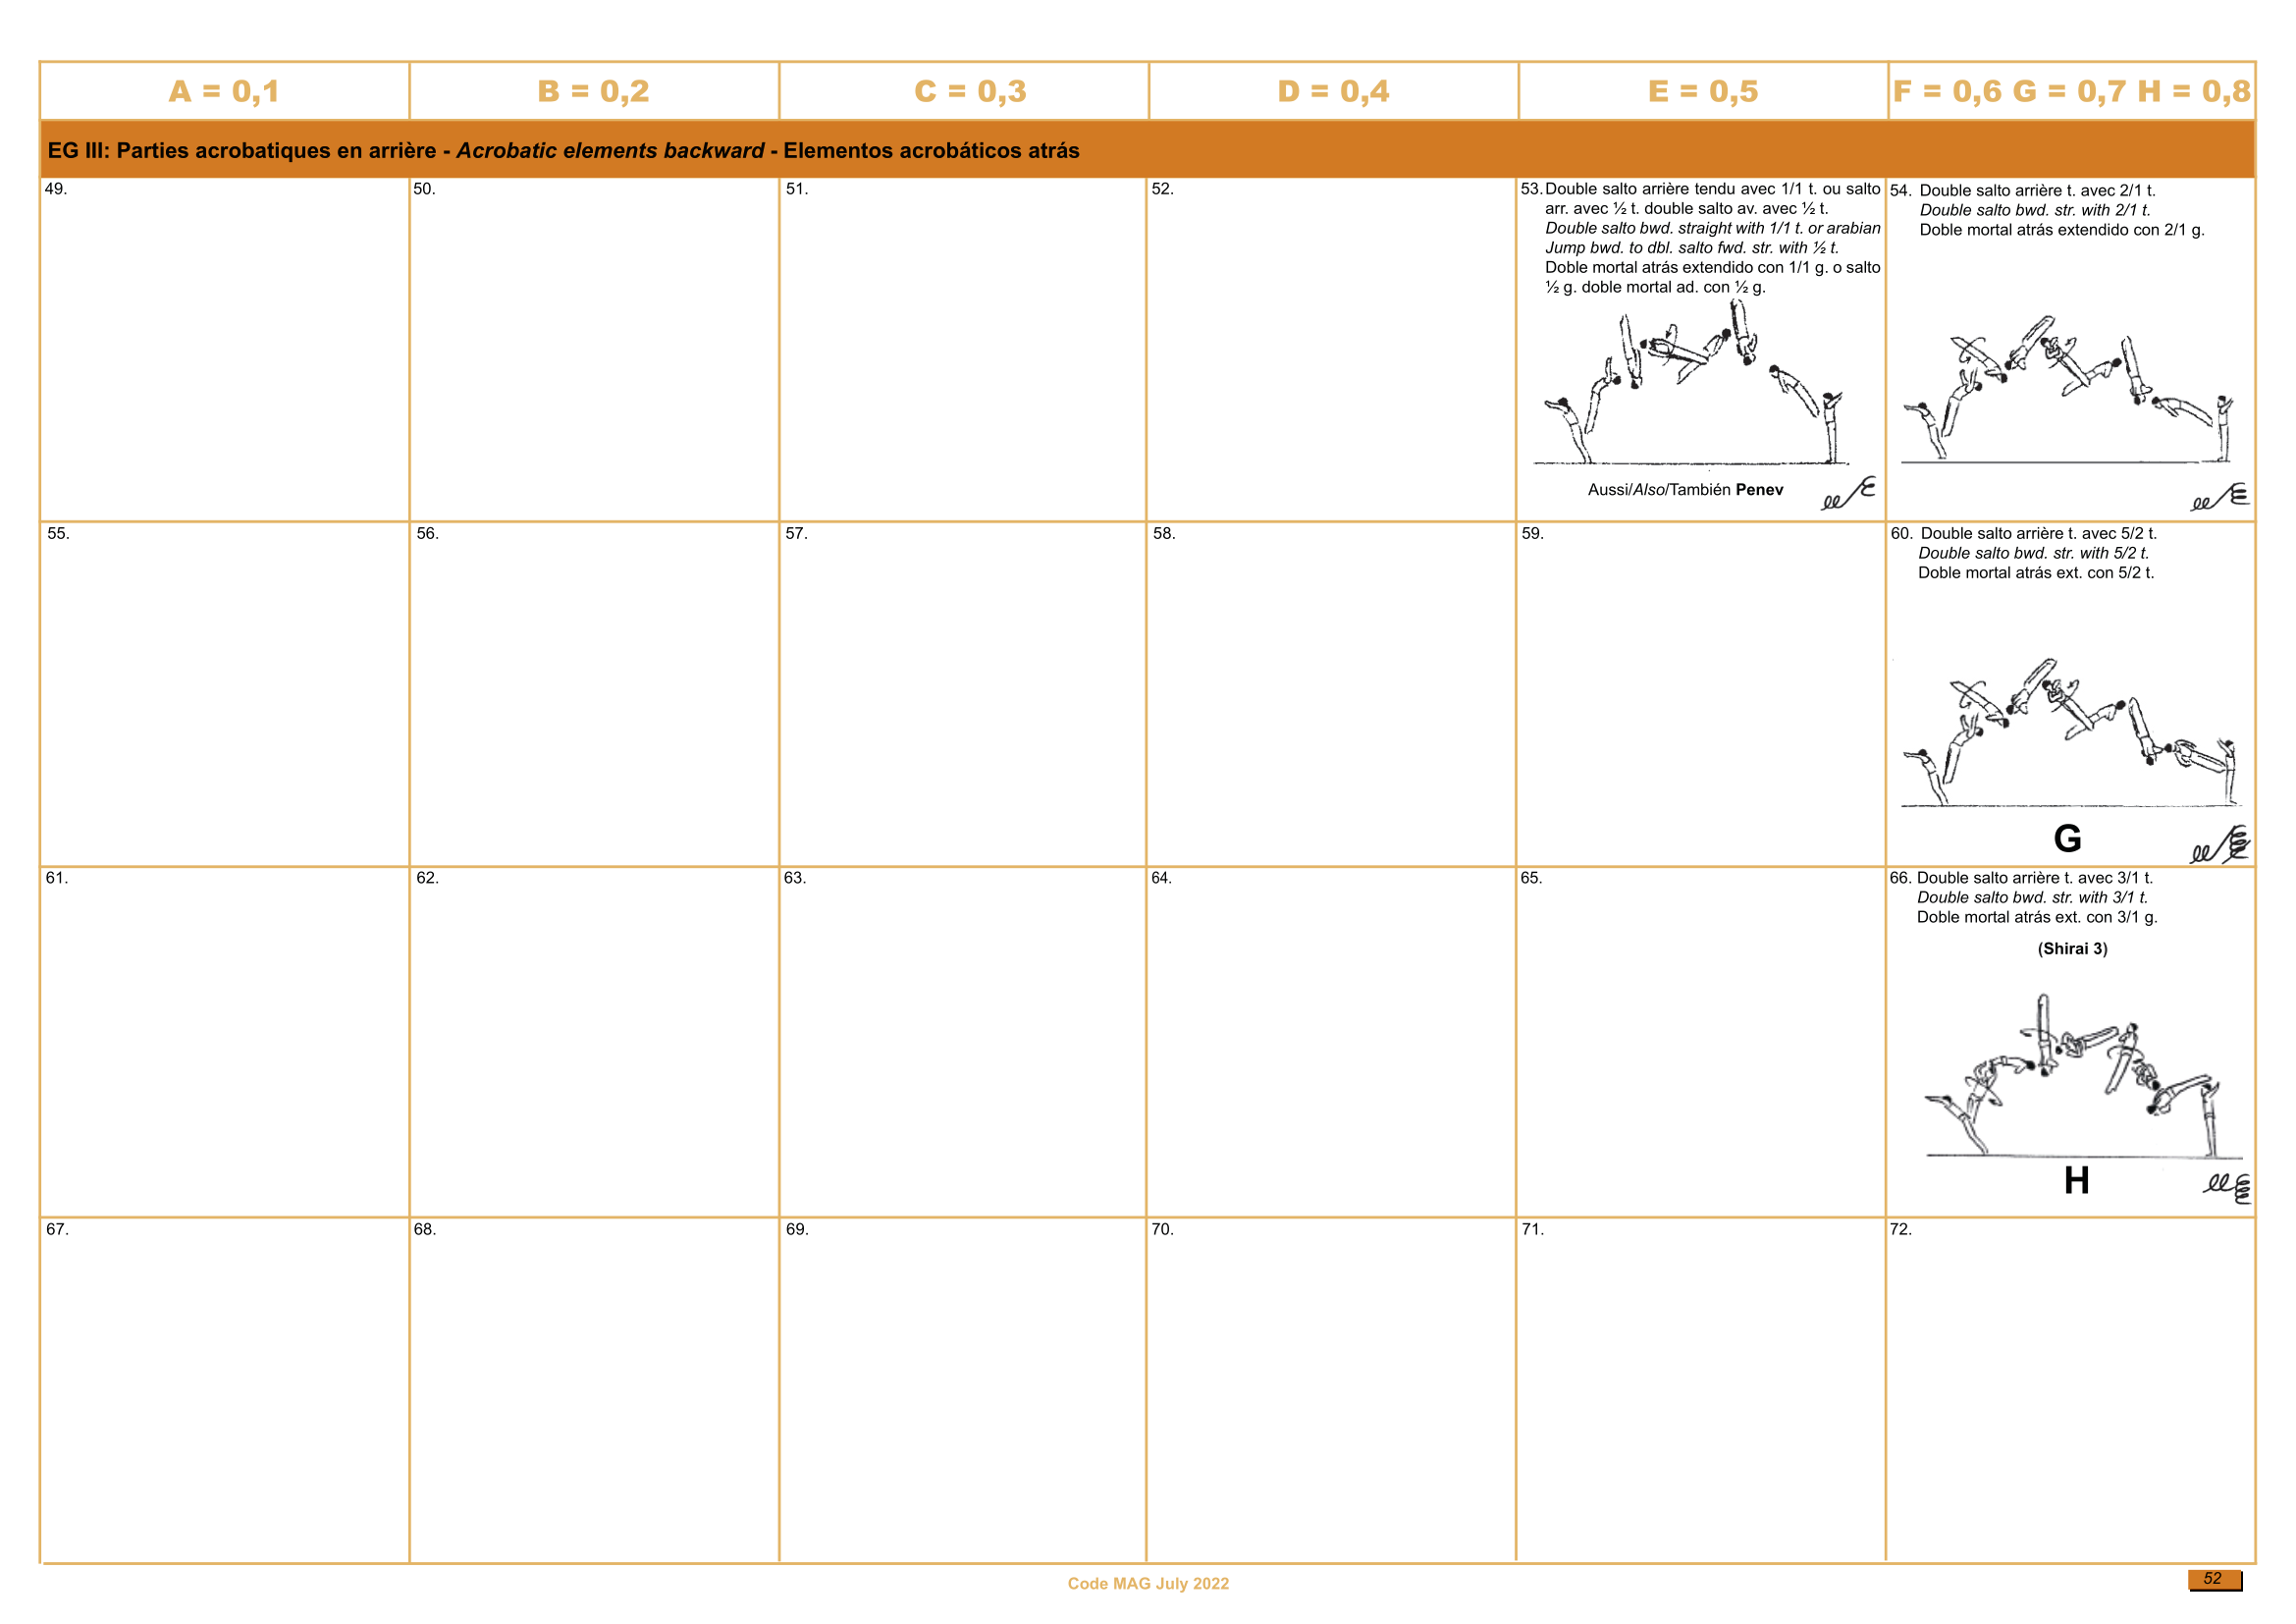 A = 0,1
B = 0,2
C = 0,3
D = 0,4
E = 0,5
F = 0,6 G = 0,7 H = 0,8
EG III: Parties acrobatiques en arrière - Acrobatic elements backward - Elementos acrobáticos atrás
49.
50.
51.
52.
53. Double salto arrière tendu avec 1/1 t. ou salto
arr. avec ½ t. double salto av. avec ½ t.
Double salto bwd. straight with 1/1 t. or arabian
Jump bwd. to dbl. salto fwd. str. with ½ t.
Doble mortal atrás extendido con 1/1 g. o salto
½ g. doble mortal ad. con ½ g.
Aussi/Also/También Penev
54. Double salto arrière t. avec 2/1 t.
Double salto bwd. str. with 2/1 t.
Doble mortal atrás extendido con 2/1 g.
55.
56.
57.
58.
59.
60. Double salto arrière t. avec 5/2 t.
Double salto bwd. str. with 5/2 t.
Doble mortal atrás ext. con 5/2 t.
G
61.
62.
63.
64.
65.
66. Double salto arrière t. avec 3/1 t.
Double salto bwd. str. with 3/1 t.
Doble mortal atrás ext. con 3/1 g.
(Shirai 3)
H
67.
68.
69.
70.
71.
72.
Code MAG July 2022
52